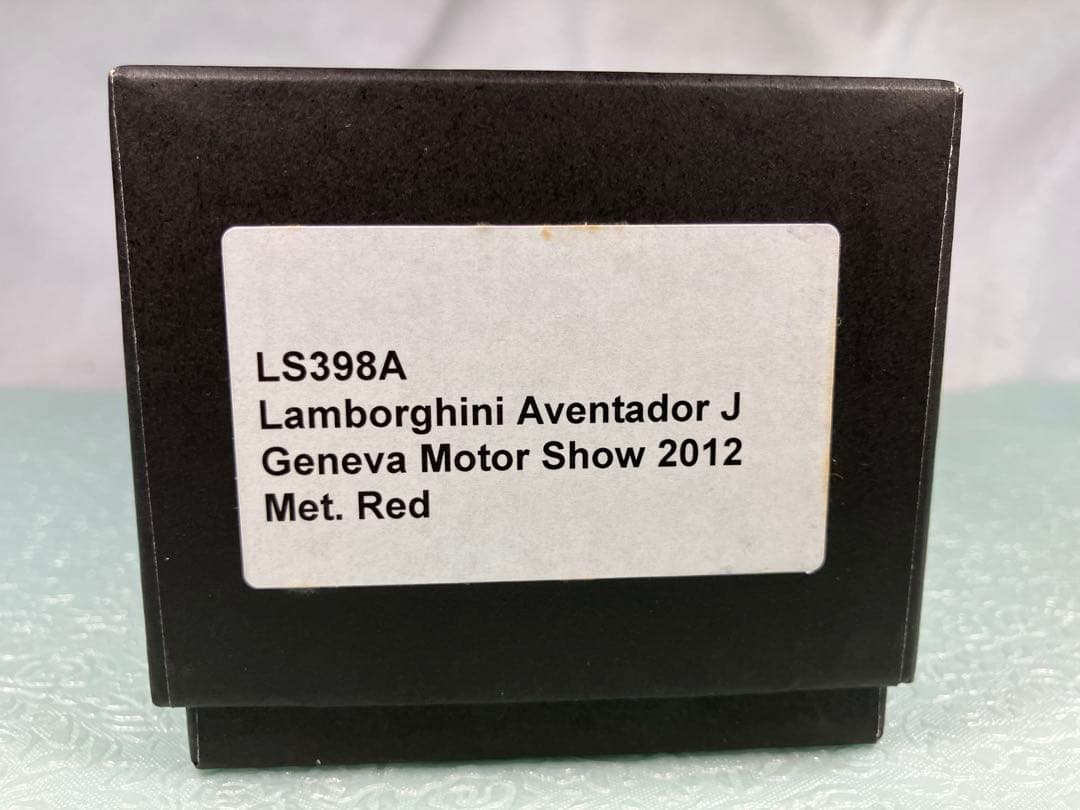 LS398A
Lamborghini Aventador J
Geneva Motor Show 2012
Met. Red